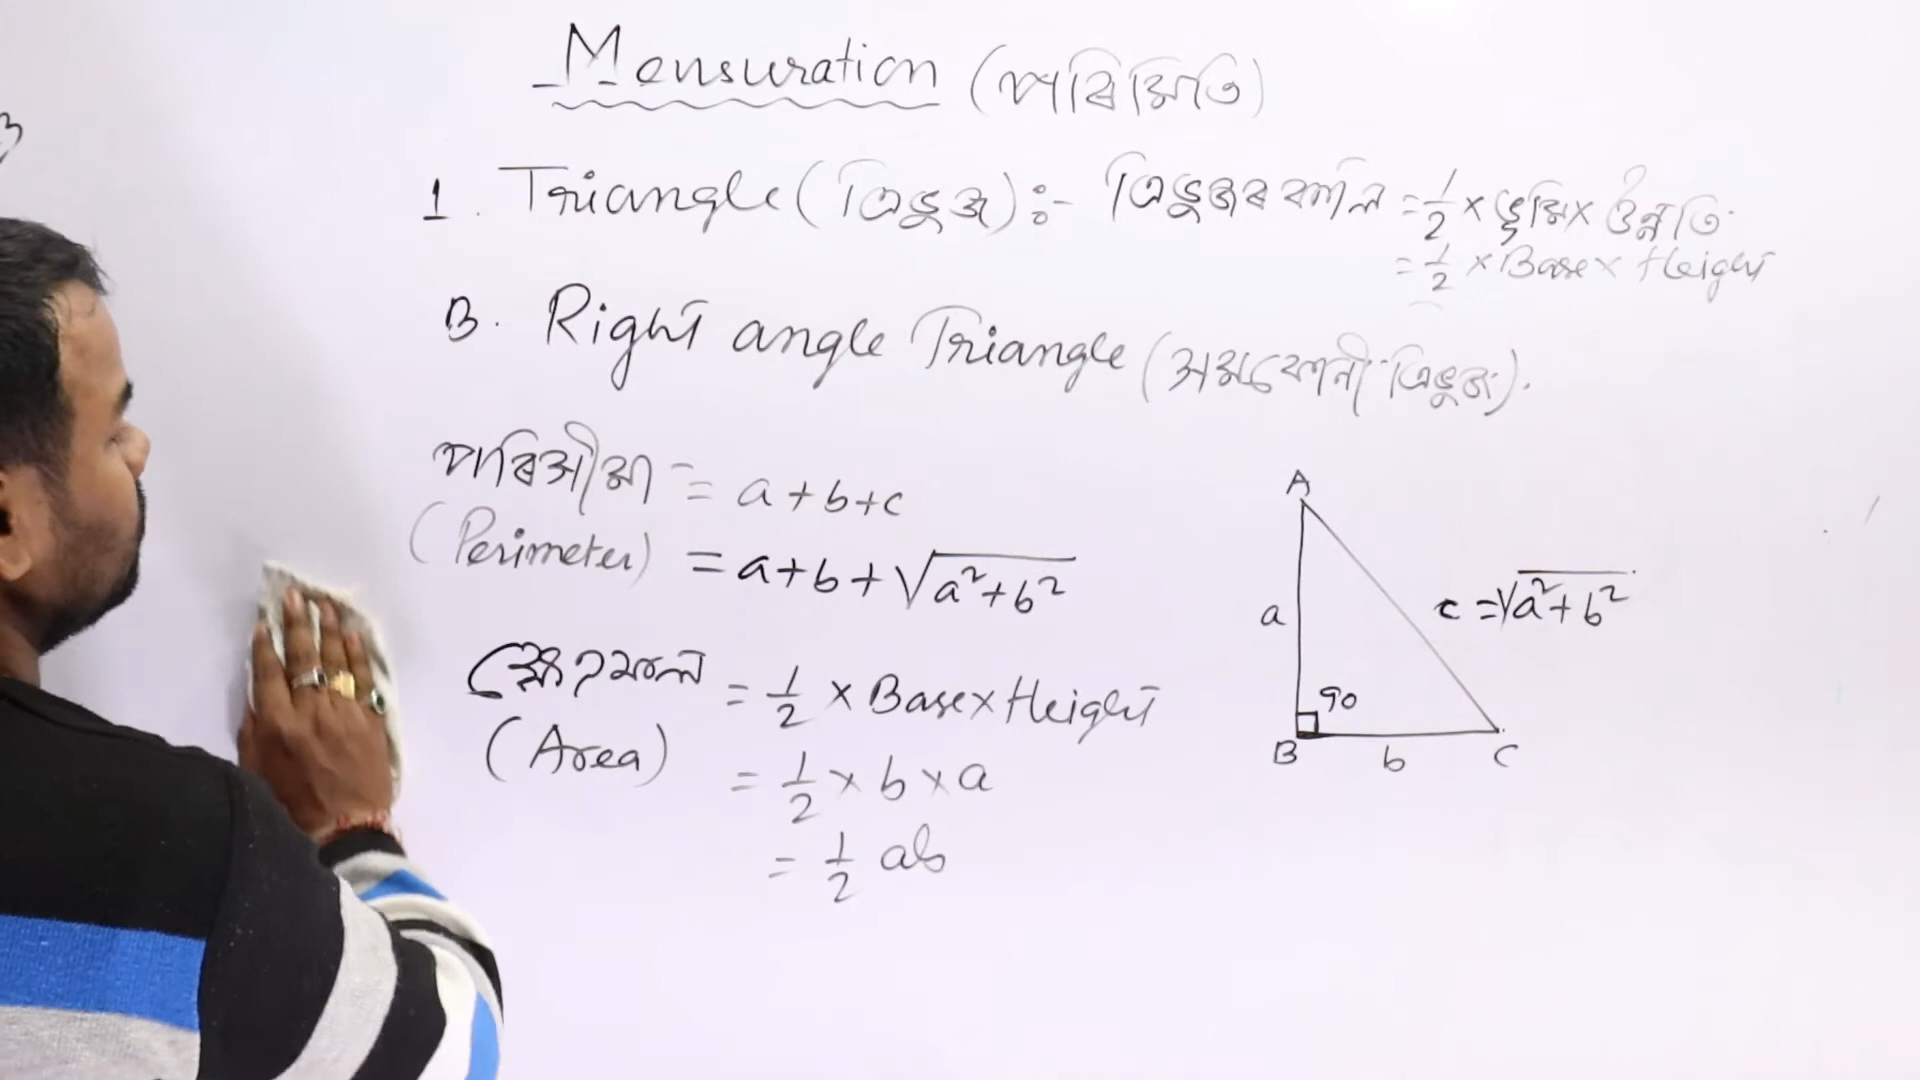 Mensuration (পৰিমিতি)
1. Triangle (ত্ৰিভুজ) :- ত্ৰিভুজৰ কালি = 1/2 × ভূমি × উন্নতি
= 1/2 × Base × Height
B. Right angle Triangle (সমকোনী ত্ৰিভুজ).
পৰিসীমা = a+b+c
(Perimeter) = a+b+√(a²+b²)
ক্ষেত্ৰফল = 1/2 × Base × Height
(Area)
= 1/2 × b × a
= 1/2 ab
A
a
c = √(a²+b²)
90
B
b
C